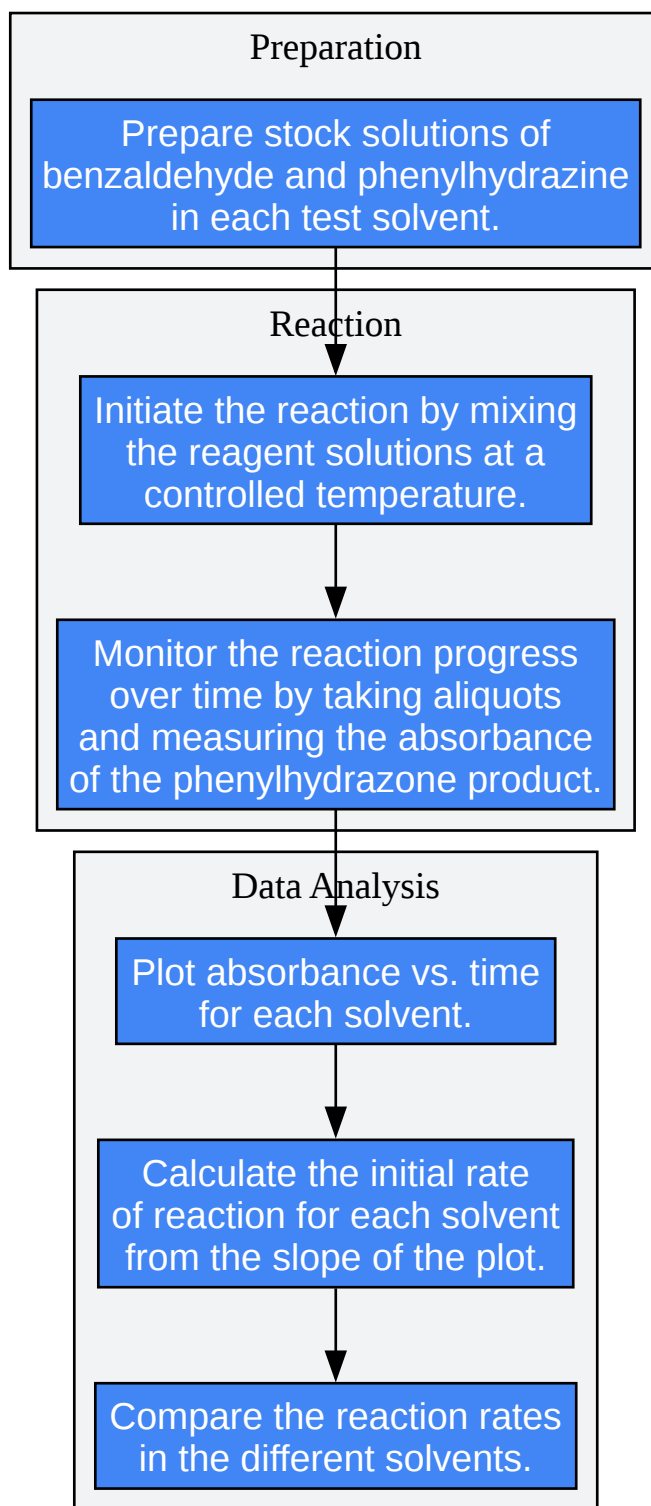 Preparation
Prepare stock solutions of
benzaldehyde and phenylhydrazine
in each test solvent.
Reaction
Initiate the reaction by mixing
the reagent solutions at a
controlled temperature.
Monitor the reaction progress
over time by taking aliquots
and measuring the absorbance
of the phenylhydrazone product.
Data Analysis
Plot absorbance vs. time
for each solvent.
Calculate the initial rate
of reaction for each solvent
from the slope of the plot.
Compare the reaction rates
in the different solvents.